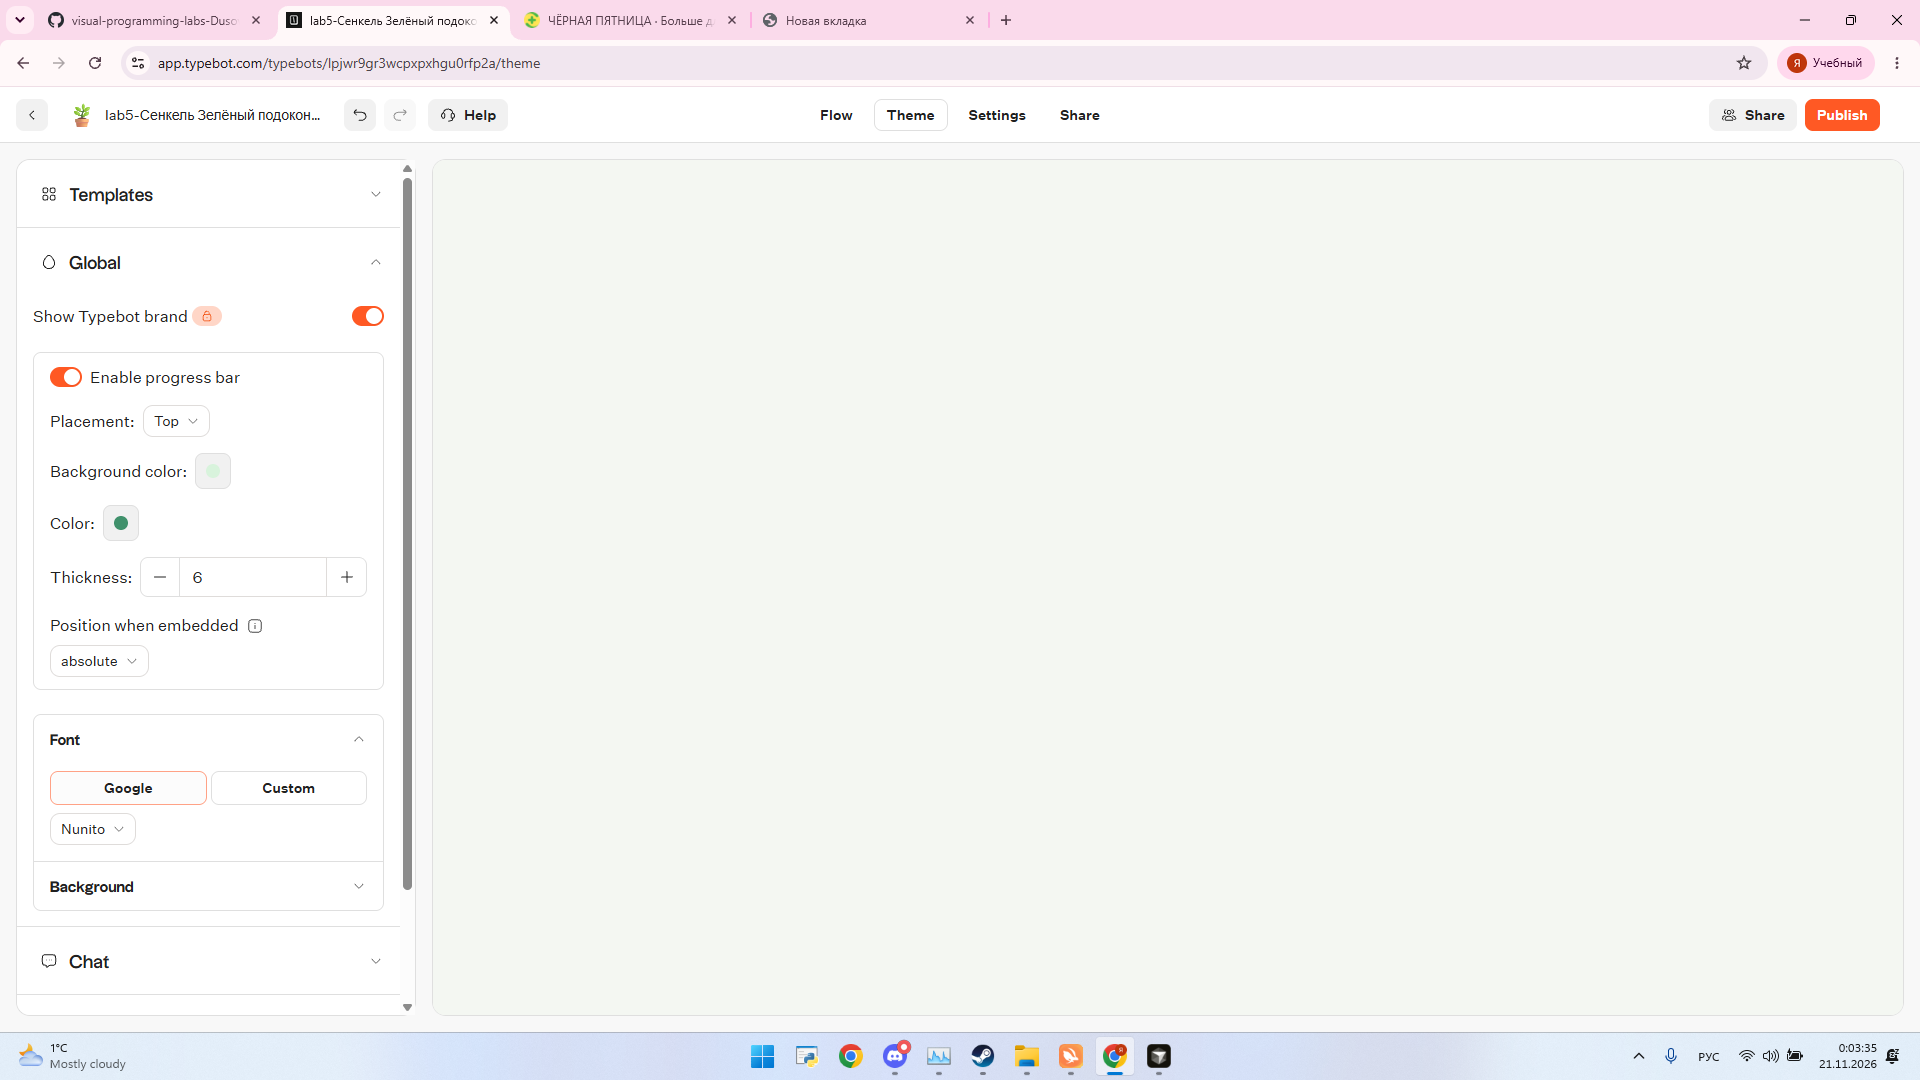 visual-programming-labs-Duso
lab5-Сенкель Зелёный подоко
ЧЁРНАЯ ПЯТНИЦА · Больше д
Новая вкладка
app.typebot.com/typebots/lpjwr9gr3wcpxpxhgu0rfp2a/theme
Я Учебный
lab5-Сенкель Зелёный подокон...
Help
Flow
Theme
Settings
Share
Share
Publish
Templates
Global
Show Typebot brand
Enable progress bar
Placement: Top
Background color:
Color:
Thickness: 6
Position when embedded
absolute
Font
Google
Custom
Nunito
Background
Chat
1°C
Mostly cloudy
РУС
0:03:35
21.11.2026